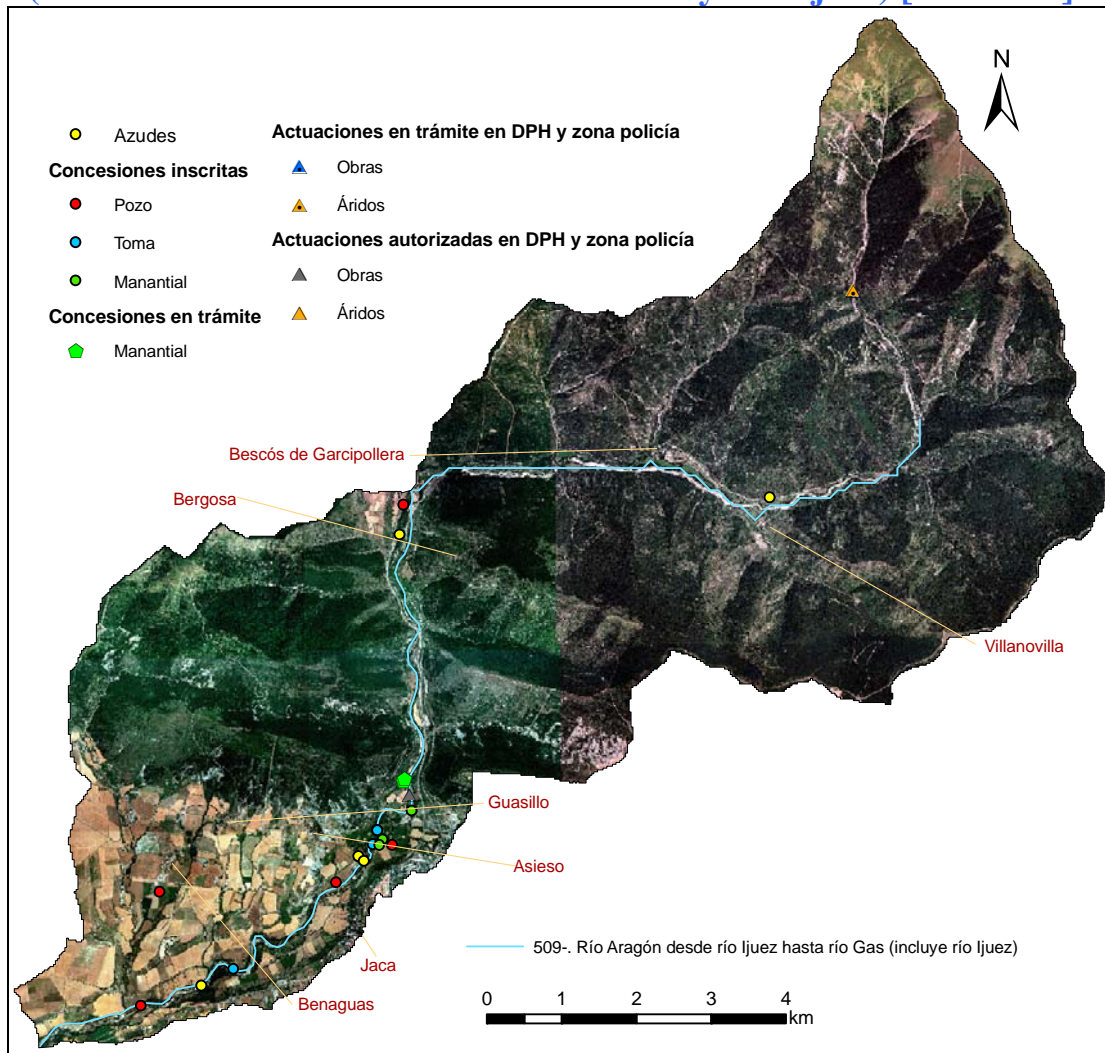 N
Azudes
Concesiones inscritas
Pozo
Toma
Manantial
Concesiones en trámite
Manantial
Actuaciones en trámite en DPH y zona policía
Obras
Áridos
Actuaciones autorizadas en DPH y zona policía
Obras
Áridos
Bescós de Garcipollera
Bergosa
Villanovilla
Guasillo
Asieso
Jaca
Benaguas
509-. Río Aragón desde río Ijuez hasta río Gas (incluye río Ijuez)
0 1 2 3 4
km